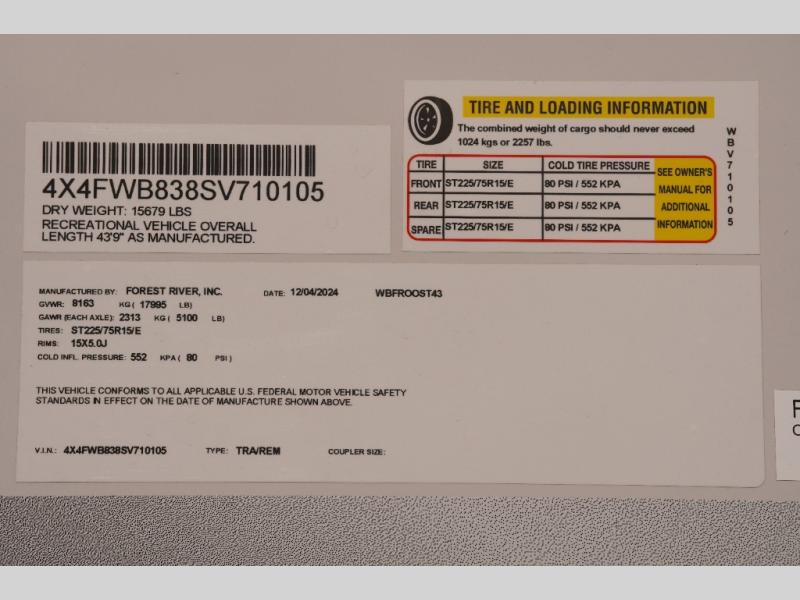 4X4FWB838SV710105
DRY WEIGHT: 15679 LBS
RECREATIONAL VEHICLE OVERALL
LENGTH 43'9" AS MANUFACTURED.
TIRE AND LOADING INFORMATION
The combined weight of cargo should never exceed
1024 kgs or 2257 lbs.
TIRE SIZE COLD TIRE PRESSURE
FRONT ST225/75R15/E 80 PSI / 552 KPA
REAR ST225/75R15/E 80 PSI / 552 KPA
SPARE ST225/75R15/E 80 PSI / 552 KPA
SEE OWNER'S
MANUAL FOR
ADDITIONAL
INFORMATION
WBV710105
MANUFACTURED BY: FOREST RIVER, INC. DATE: 12/04/2024 WBFROOST43
GVWR: 8163 KG ( 17995 LB)
GAWR (EACH AXLE): 2313 KG ( 5100 LB)
TIRES: ST225/75R15/E
RIMS: 15X5.0J
COLD INFL. PRESSURE: 552 KPA ( 80 PSI )
THIS VEHICLE CONFORMS TO ALL APPLICABLE U.S. FEDERAL MOTOR VEHICLE SAFETY
STANDARDS IN EFFECT ON THE DATE OF MANUFACTURE SHOWN ABOVE.
V.I.N.: 4X4FWB838SV710105 TYPE: TRA/REM COUPLER SIZE: